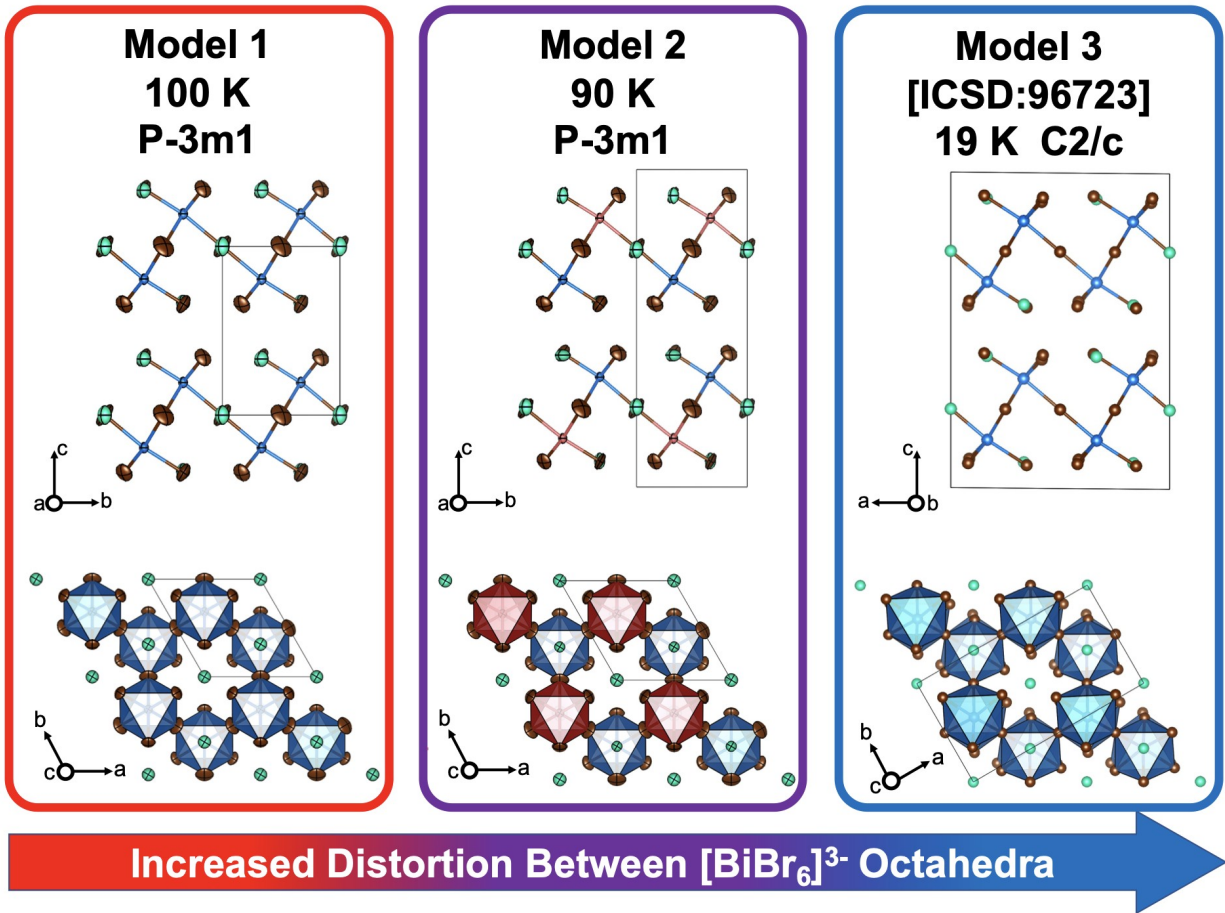 Model 1
100 K
P-3m1
Model 2
90 K
P-3m1
Model 3
[ICSD:96723]
19 K C2/c
c
a
b
c
a
b
c
a
b
b
c
a
b
c
a
b
c
a
Increased Distortion Between [BiBr₆]³⁻ Octahedra